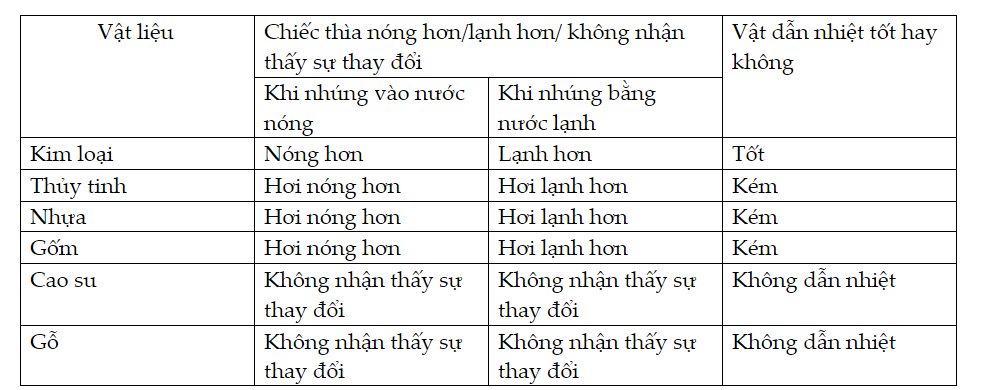 Vật liệu
Chiếc thìa nóng hơn/lạnh hơn/ không nhận
thấy sự thay đổi
Vật dẫn nhiệt tốt hay
không
Khi nhúng vào nước
nóng
Khi nhúng bằng
nước lạnh
Kim loại Nóng hơn Lạnh hơn Tốt
Thủy tinh Hơi nóng hơn Hơi lạnh hơn Kém
Nhựa Hơi nóng hơn Hơi lạnh hơn Kém
Gốm Hơi nóng hơn Hơi lạnh hơn Kém
Cao su Không nhận thấy sự Không nhận thấy sự Không dẫn nhiệt
thay đổi thay đổi
Gỗ Không nhận thấy sự Không nhận thấy sự Không dẫn nhiệt
thay đổi thay đổi